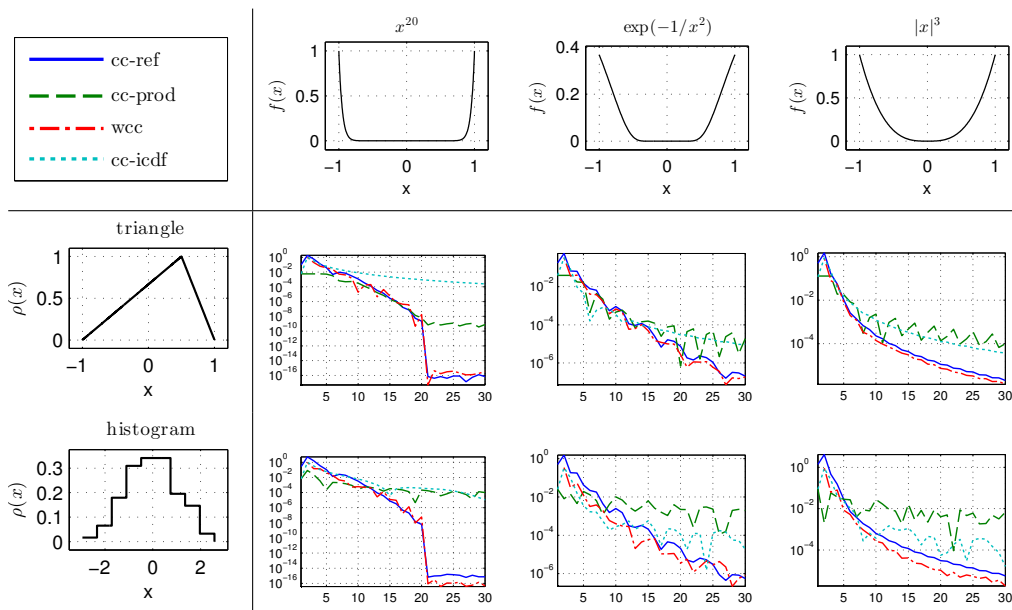 cc-ref
cc-prod
wcc
cc-icdf
x^20
f(x)
1
0.5
0
−1 0 1
x
exp(−1/x^2)
f(x)
0.4
0.2
0
−1 0 1
x
|x|^3
f(x)
1
0.5
0
−1 0 1
x
triangle
ρ(x)
1
0.5
0
−1 0 1
x
10^0
10^−2
10^−4
10^−6
10^−8
10^−10
10^−12
10^−14
10^−16
5 10 15 20 25 30
10^−2
10^−4
10^−6
5 10 15 20 25 30
10^0
10^−2
10^−4
5 10 15 20 25 30
histogram
ρ(x)
0.3
0.2
0.1
0
−2 0 2
x
10^0
10^−2
10^−4
10^−6
10^−8
10^−10
10^−12
10^−14
10^−16
5 10 15 20 25 30
10^0
10^−2
10^−4
10^−6
5 10 15 20 25 30
10^0
10^−2
10^−4
5 10 15 20 25 30